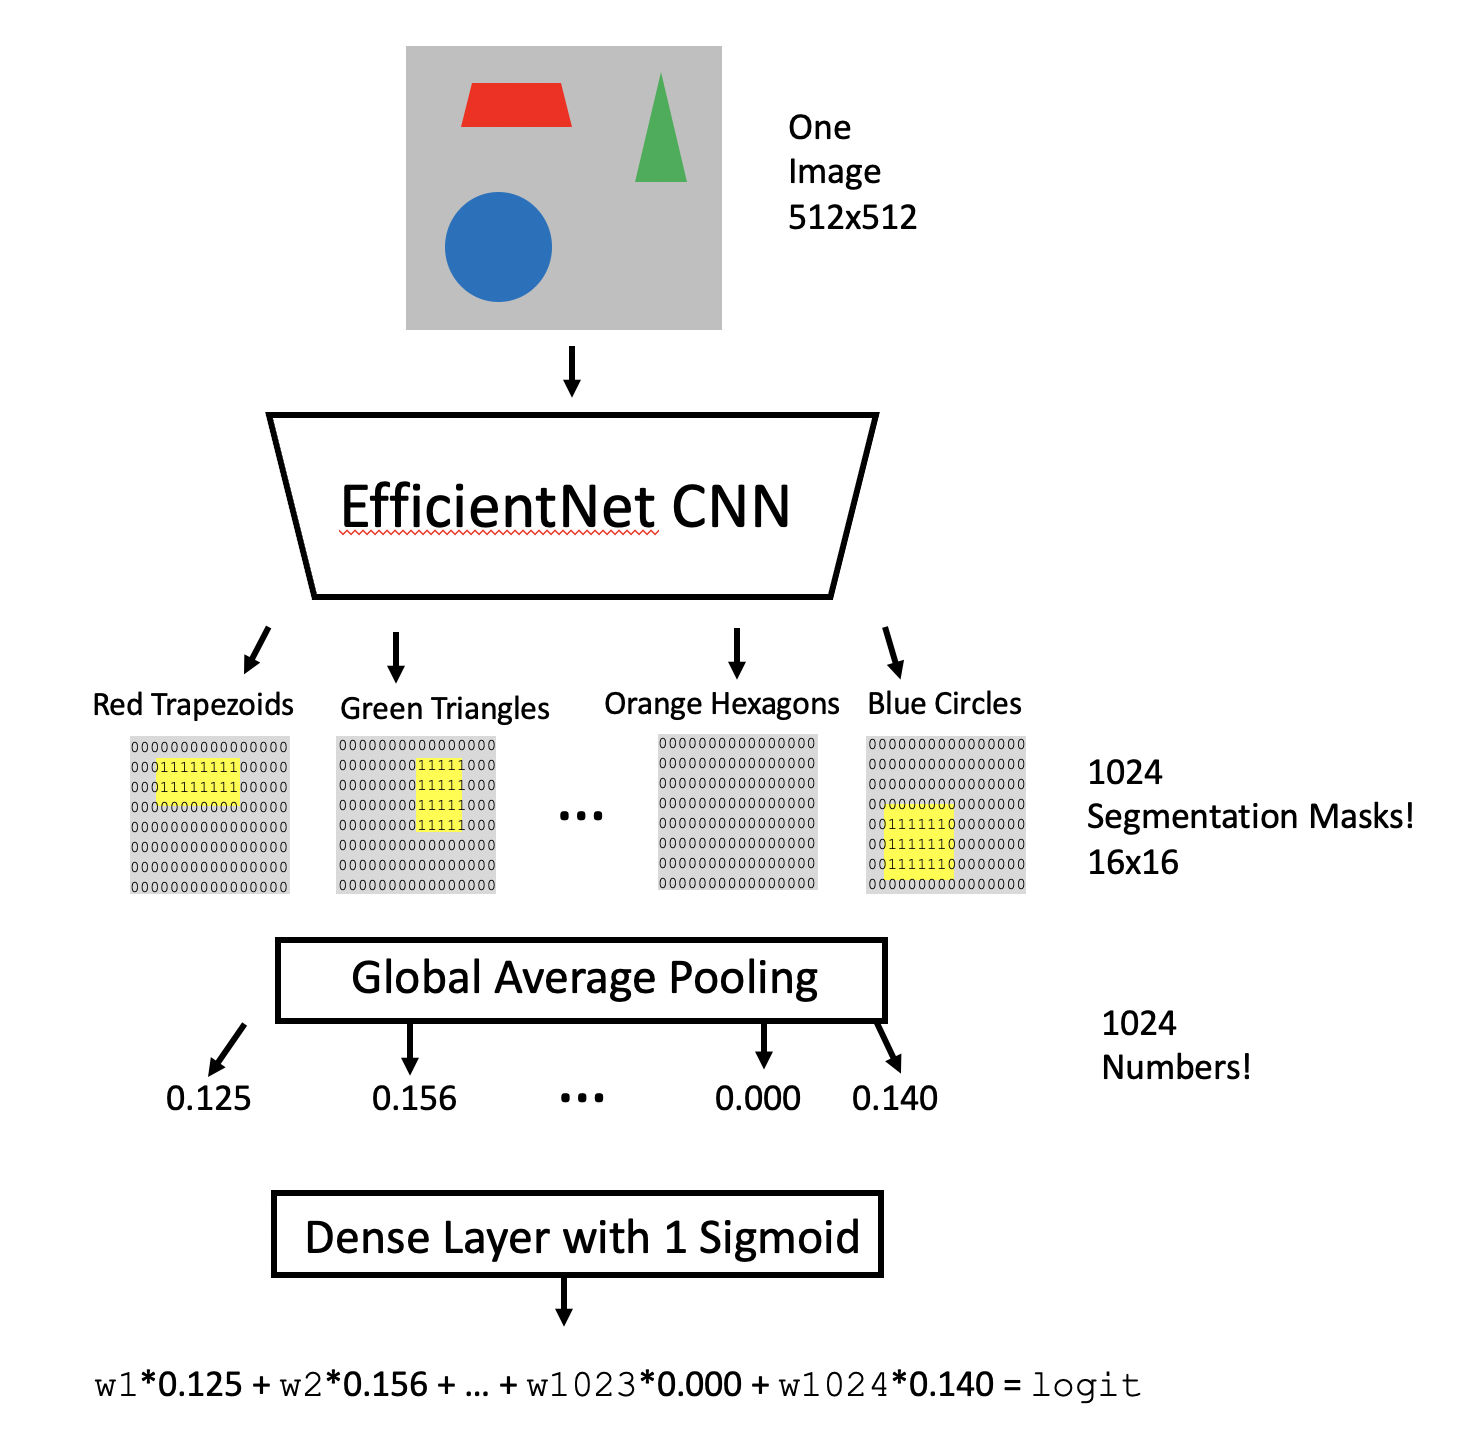 One
Image
512x512
EfficientNet CNN
Red Trapezoids
Green Triangles
Orange Hexagons
Blue Circles
0000000000000000
0001111111100000
0001111111100000
0000000000000000
0000000000000000
0000000000000000
0000000000000000
0000000000000000
0000000000000000
0000000011111000
0000000011111000
0000000011111000
0000000011111000
0000000000000000
0000000000000000
0000000000000000
...
0000000000000000
0000000000000000
0000000000000000
0000000000000000
0000000000000000
0000000000000000
0000000000000000
0000000000000000
0000000000000000
0000000000000000
0000000000000000
0000000000000000
0011111110000000
0011111110000000
0011111110000000
0000000000000000
1024
Segmentation Masks!
16x16
Global Average Pooling
1024
Numbers!
0.125
0.156
...
0.000
0.140
Dense Layer with 1 Sigmoid
w1*0.125 + w2*0.156 + ... + w1023*0.000 + w1024*0.140 = logit